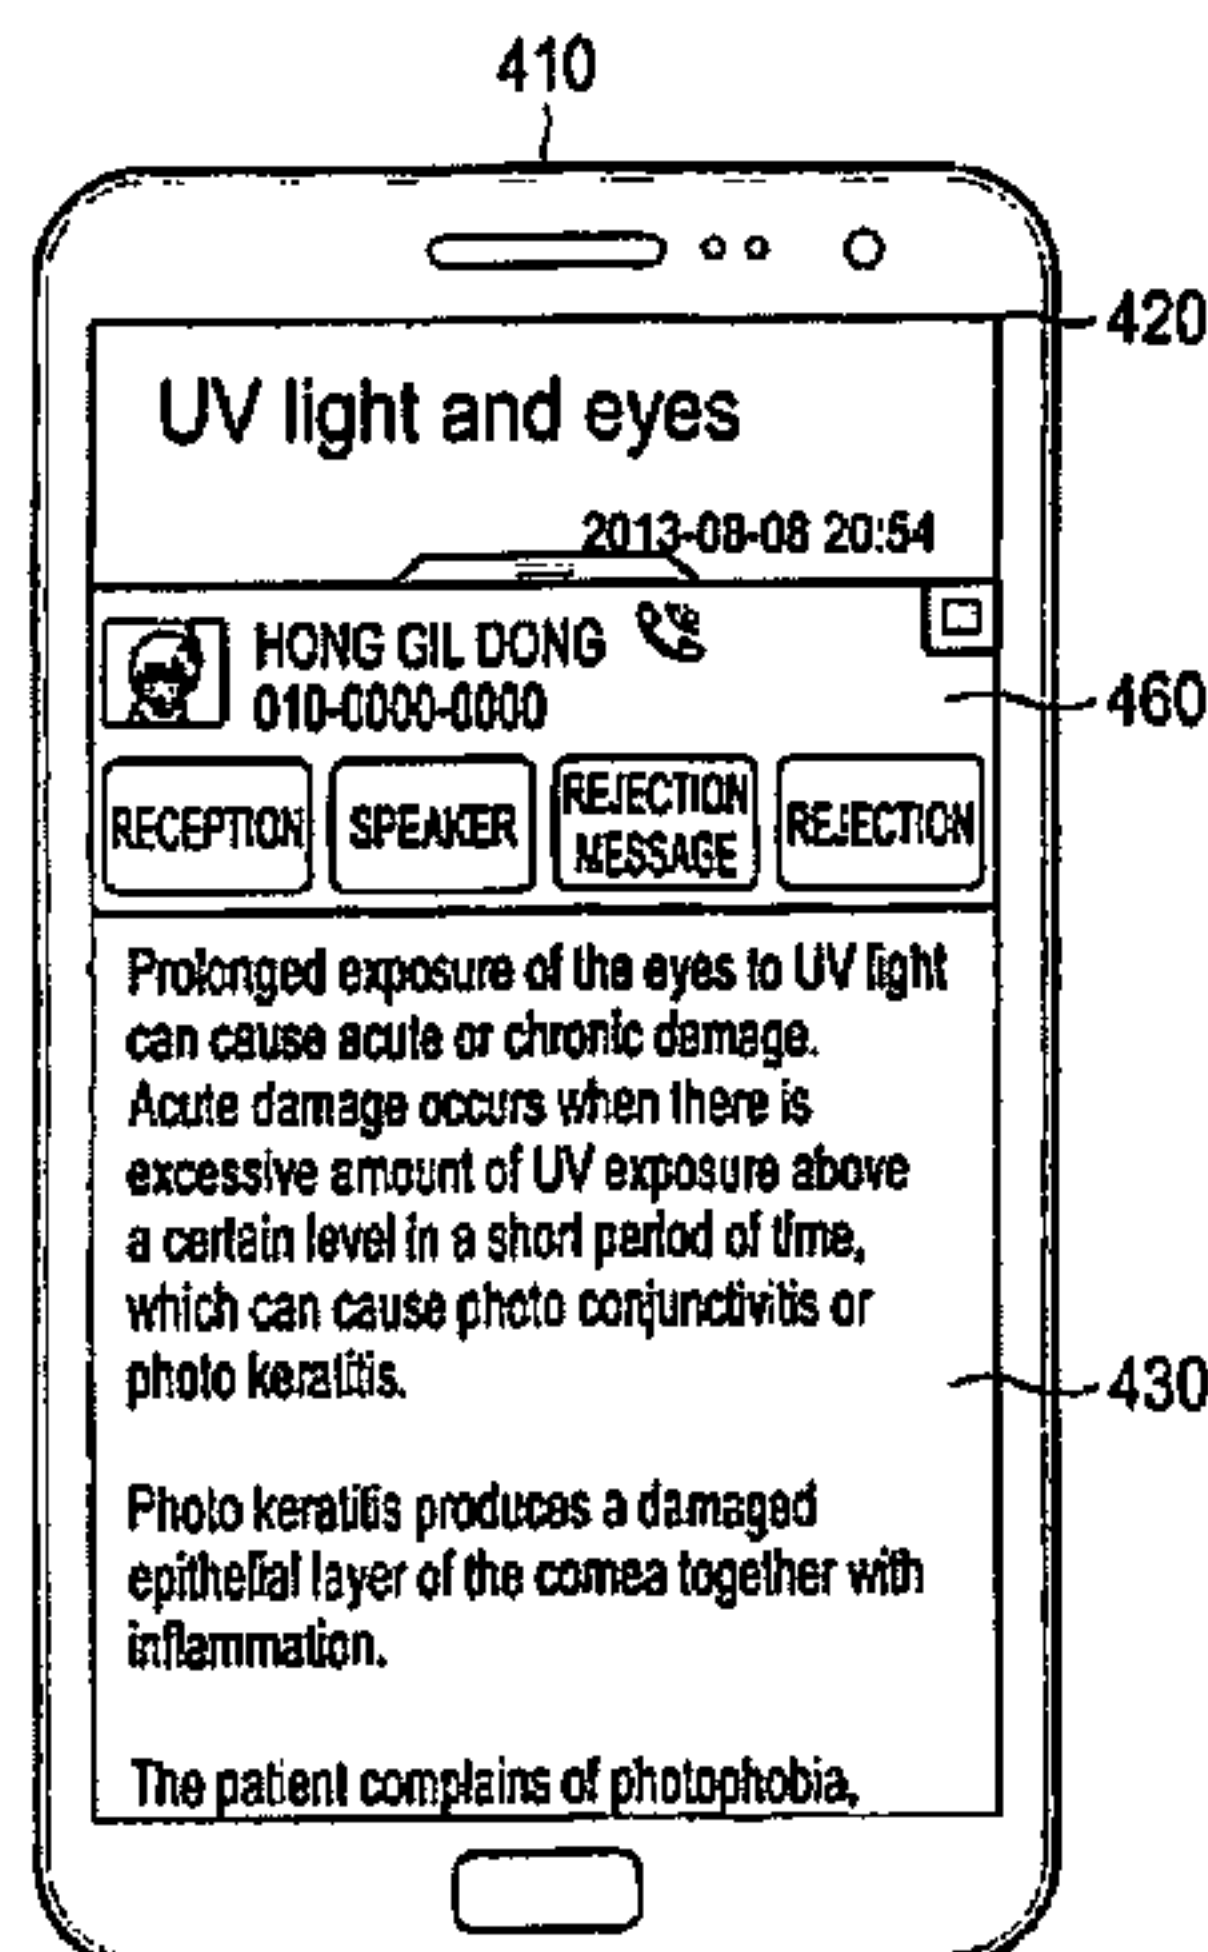 410
420
UV light and eyes
2013-08-08 20:54
HONG GIL DONG
010-0000-0000
460
RECEPTION
SPEAKER
REJECTION
MESSAGE
REJECTION
Prolonged exposure of the eyes to UV light
can cause acute or chronic damage.
Acute damage occurs when there is
excessive amount of UV exposure above
a certain level in a short period of time,
which can cause photo conjunctivitis or
photo keratitis.
430
Photo keratitis produces a damaged
epithelial layer of the cornea together with
inflammation.
The patient complains of photophobia,